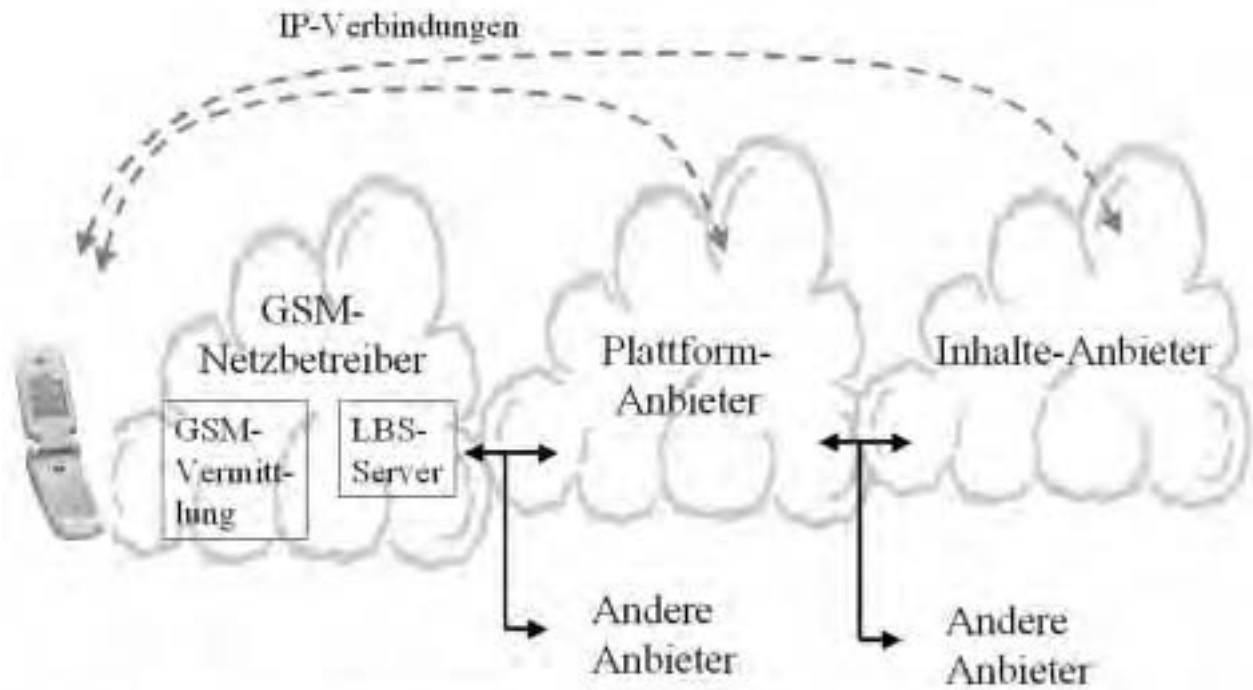 IP-Verbindungen
GSM-
Netzbetreiber
GSM-
Vermitt-
lung
LBS-
Server
Plattform-
Anbieter
Inhalte-Anbieter
Andere
Anbieter
Andere
Anbieter